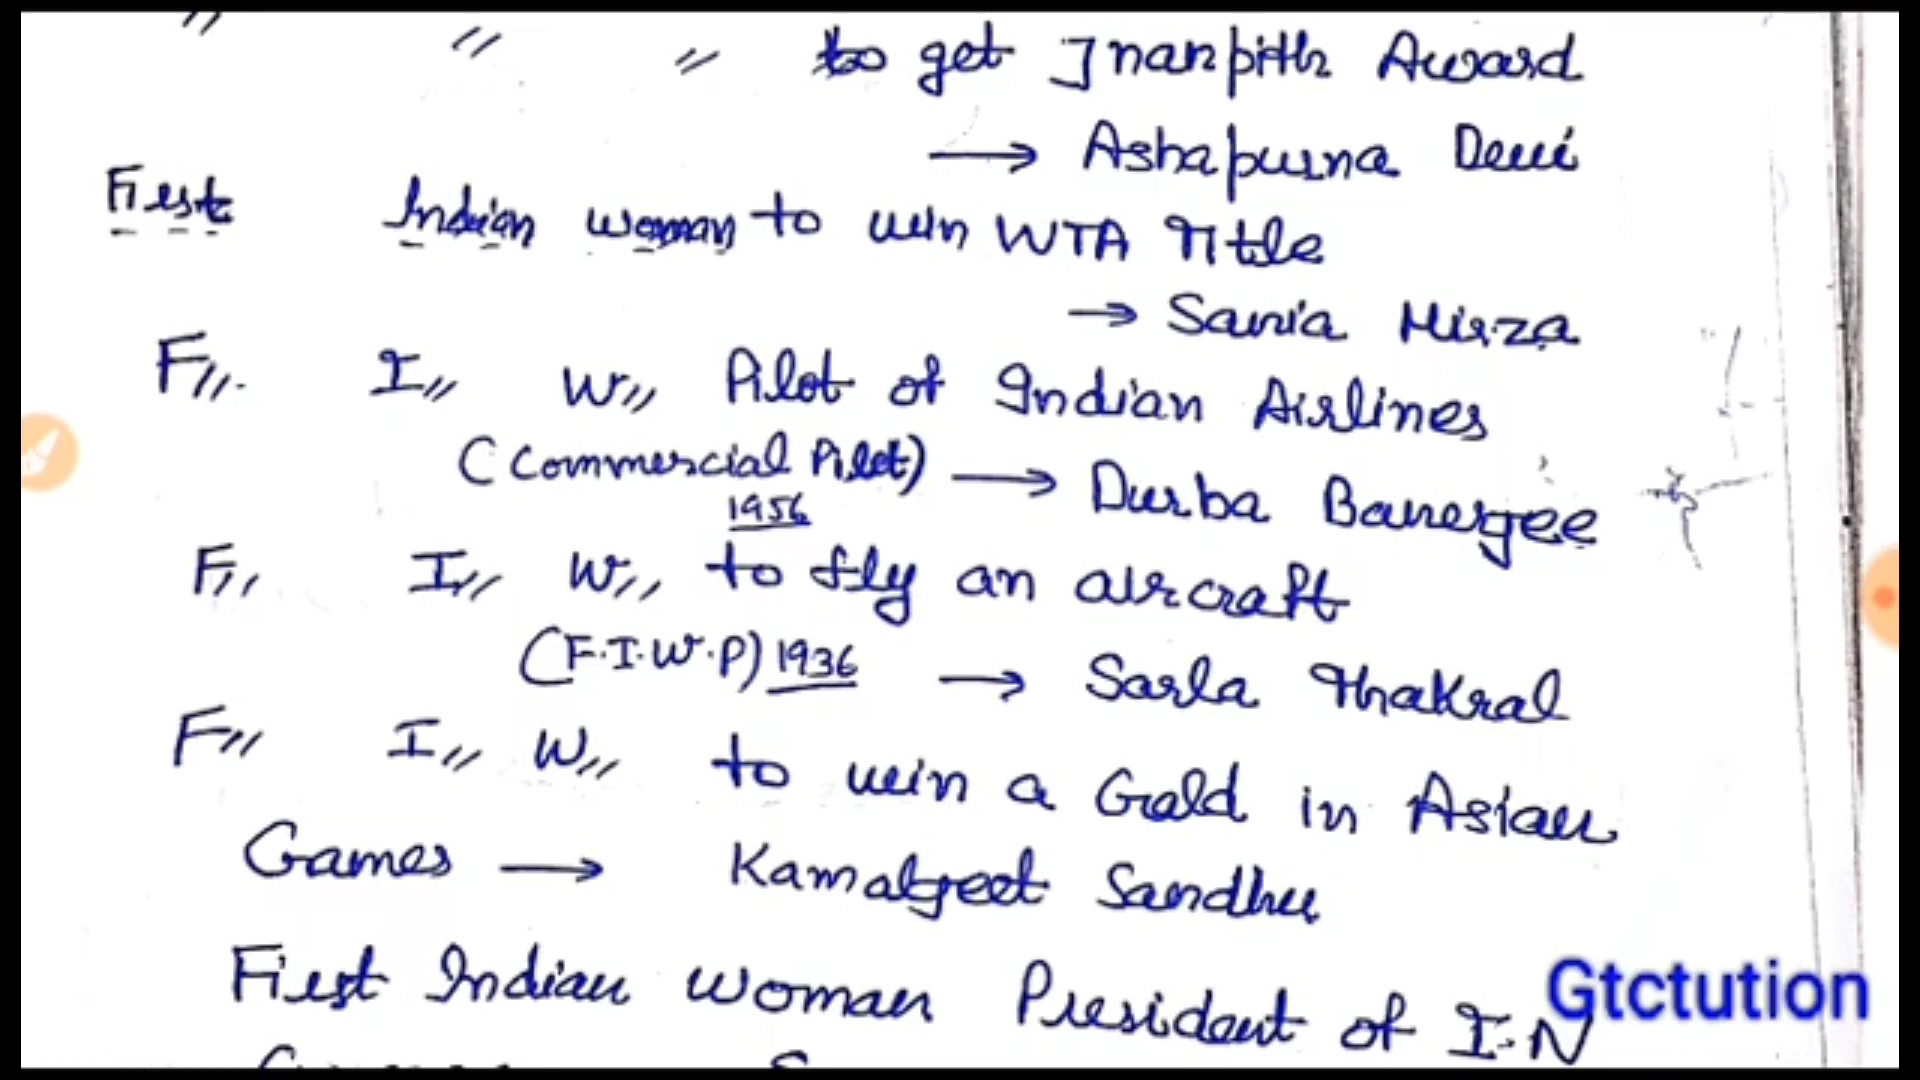 〃 〃 〃 to get Jnanpith Award
→ Ashapurna Devi
First Indian woman to win WTA Title
→ Sania Mirza
F〃. I〃 W〃 Pilot of Indian Airlines
(Commercial Pilot) → Durba Banerjee
1956
F〃 I〃 W〃 to fly an aircraft
(F.I.W.P) 1936 → Sarla Thakral
F〃 I〃 W〃 to win a Gold in Asian
Games → Kamaljeet Sandhu
First Indian Woman President of I.N
Gtctution